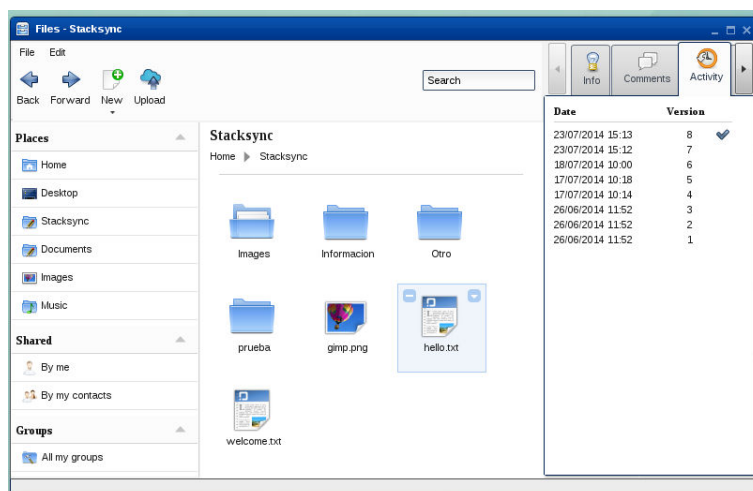 Files - Stacksync
File Edit
Back Forward New Upload
Search
Places
Home
Desktop
Stacksync
Documents
Images
Music
Shared
By me
By my contacts
Groups
All my groups
Stacksync
Home Stacksync
Images Informacion Otro
prueba gimp.png hello.txt
welcome.txt
Info Comments Activity
Date Version
23/07/2014 15:13 8
23/07/2014 15:12 7
18/07/2014 10:00 6
17/07/2014 10:18 5
17/07/2014 10:14 4
26/06/2014 11:52 3
26/06/2014 11:52 2
26/06/2014 11:52 1